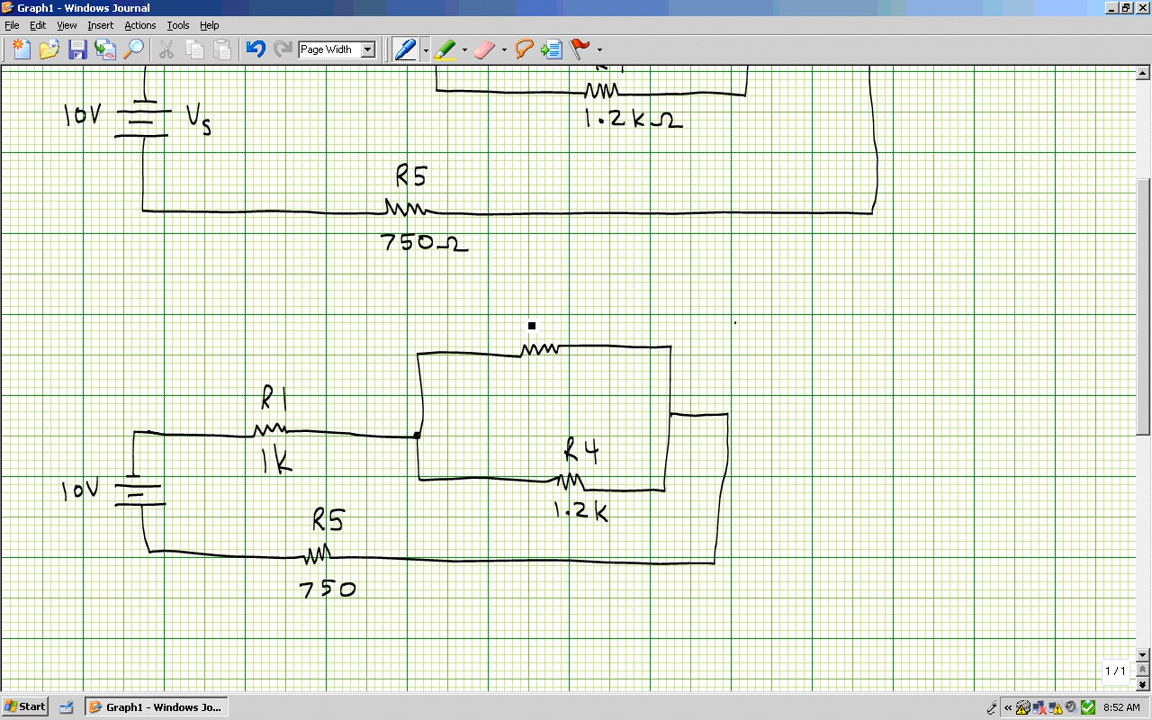 Graph1 - Windows Journal
File Edit View Insert Actions Tools Help
Page Width
10V
Vs
1.2kΩ
R5
750Ω
R1
1K
R4
1.2K
10V
R5
750
1/1
Start
Graph1 - Windows Jo...
8:52 AM